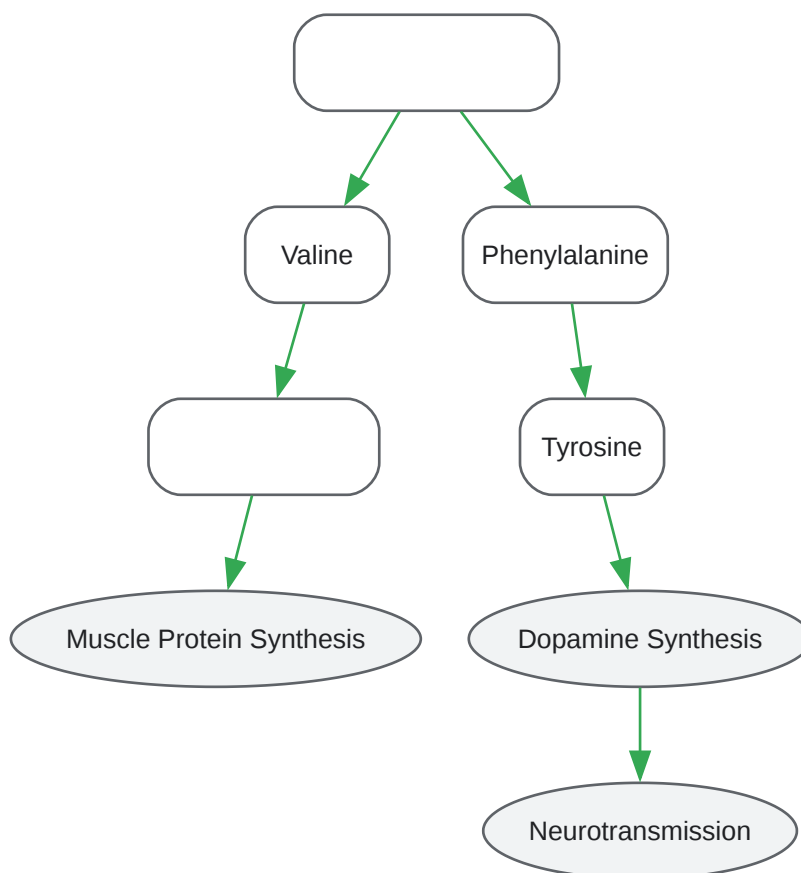 Valine
Phenylalanine
Tyrosine
Muscle Protein Synthesis
Dopamine Synthesis
Neurotransmission